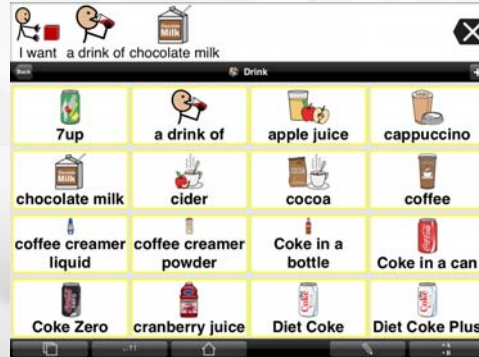 I want a drink of chocolate milk
Back
Drink
7up
a drink of
apple juice
cappuccino
chocolate milk
cider
cocoa
coffee
coffee creamer
liquid
coffee creamer
powder
Coke in a
bottle
Coke in a can
Coke Zero
cranberry juice
Diet Coke
Diet Coke Plus